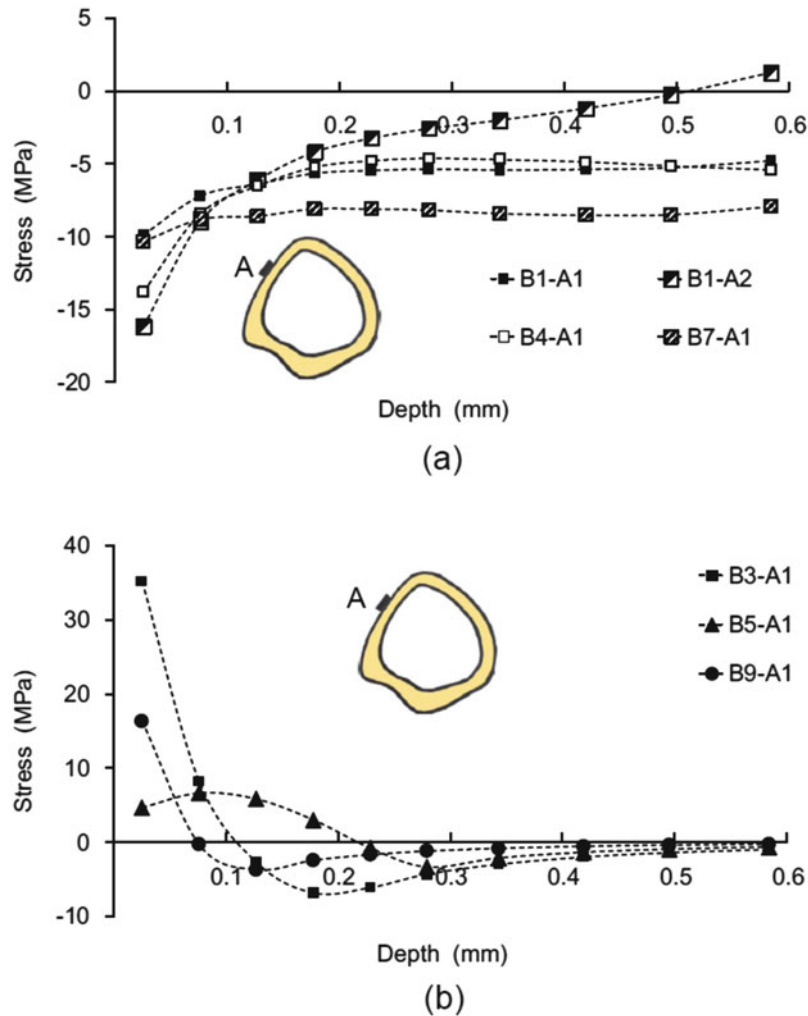 5
0
0.1 0.2 0.3 0.4 0.5 0.6
-5
-10
-15
-20
Stress (MPa)
A
B1-A1 B1-A2
B4-A1 B7-A1
Depth (mm)
(a)
40
30
20
10
0
-10
0.1 0.2 0.3 0.4 0.5 0.6
Stress (MPa)
A
B3-A1
B5-A1
B9-A1
Depth (mm)
(b)